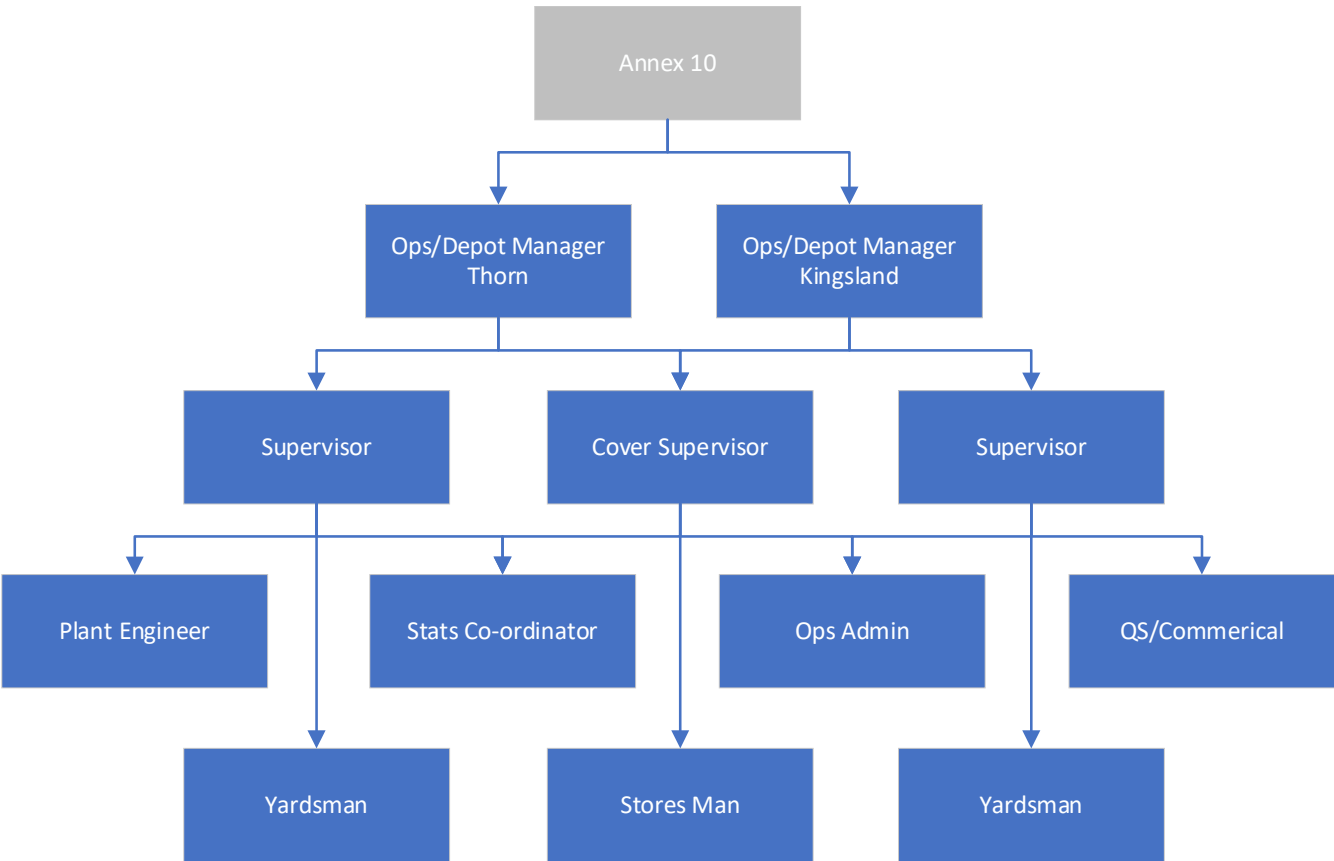 Annex 10
Ops/Depot Manager
Thorn
Ops/Depot Manager
Kingsland
Supervisor
Cover Supervisor
Supervisor
Plant Engineer
Stats Co-ordinator
Ops Admin
QS/Commerical
Yardsman
Stores Man
Yardsman